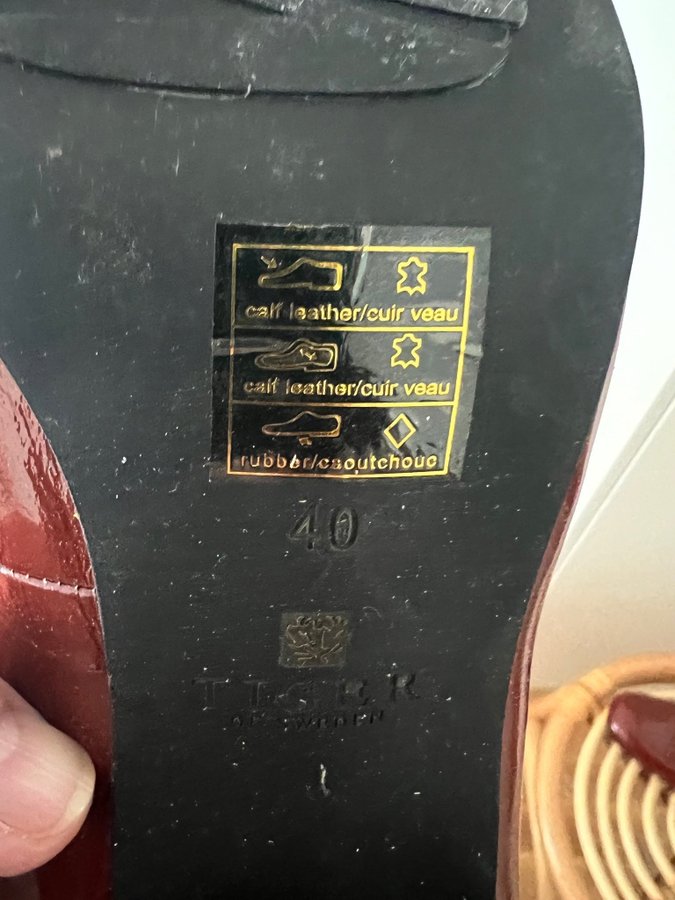 calf leather/cuir veau
calf leather/cuir veau
rubber/caoutchouc
40
TIGER
OF SWEDEN